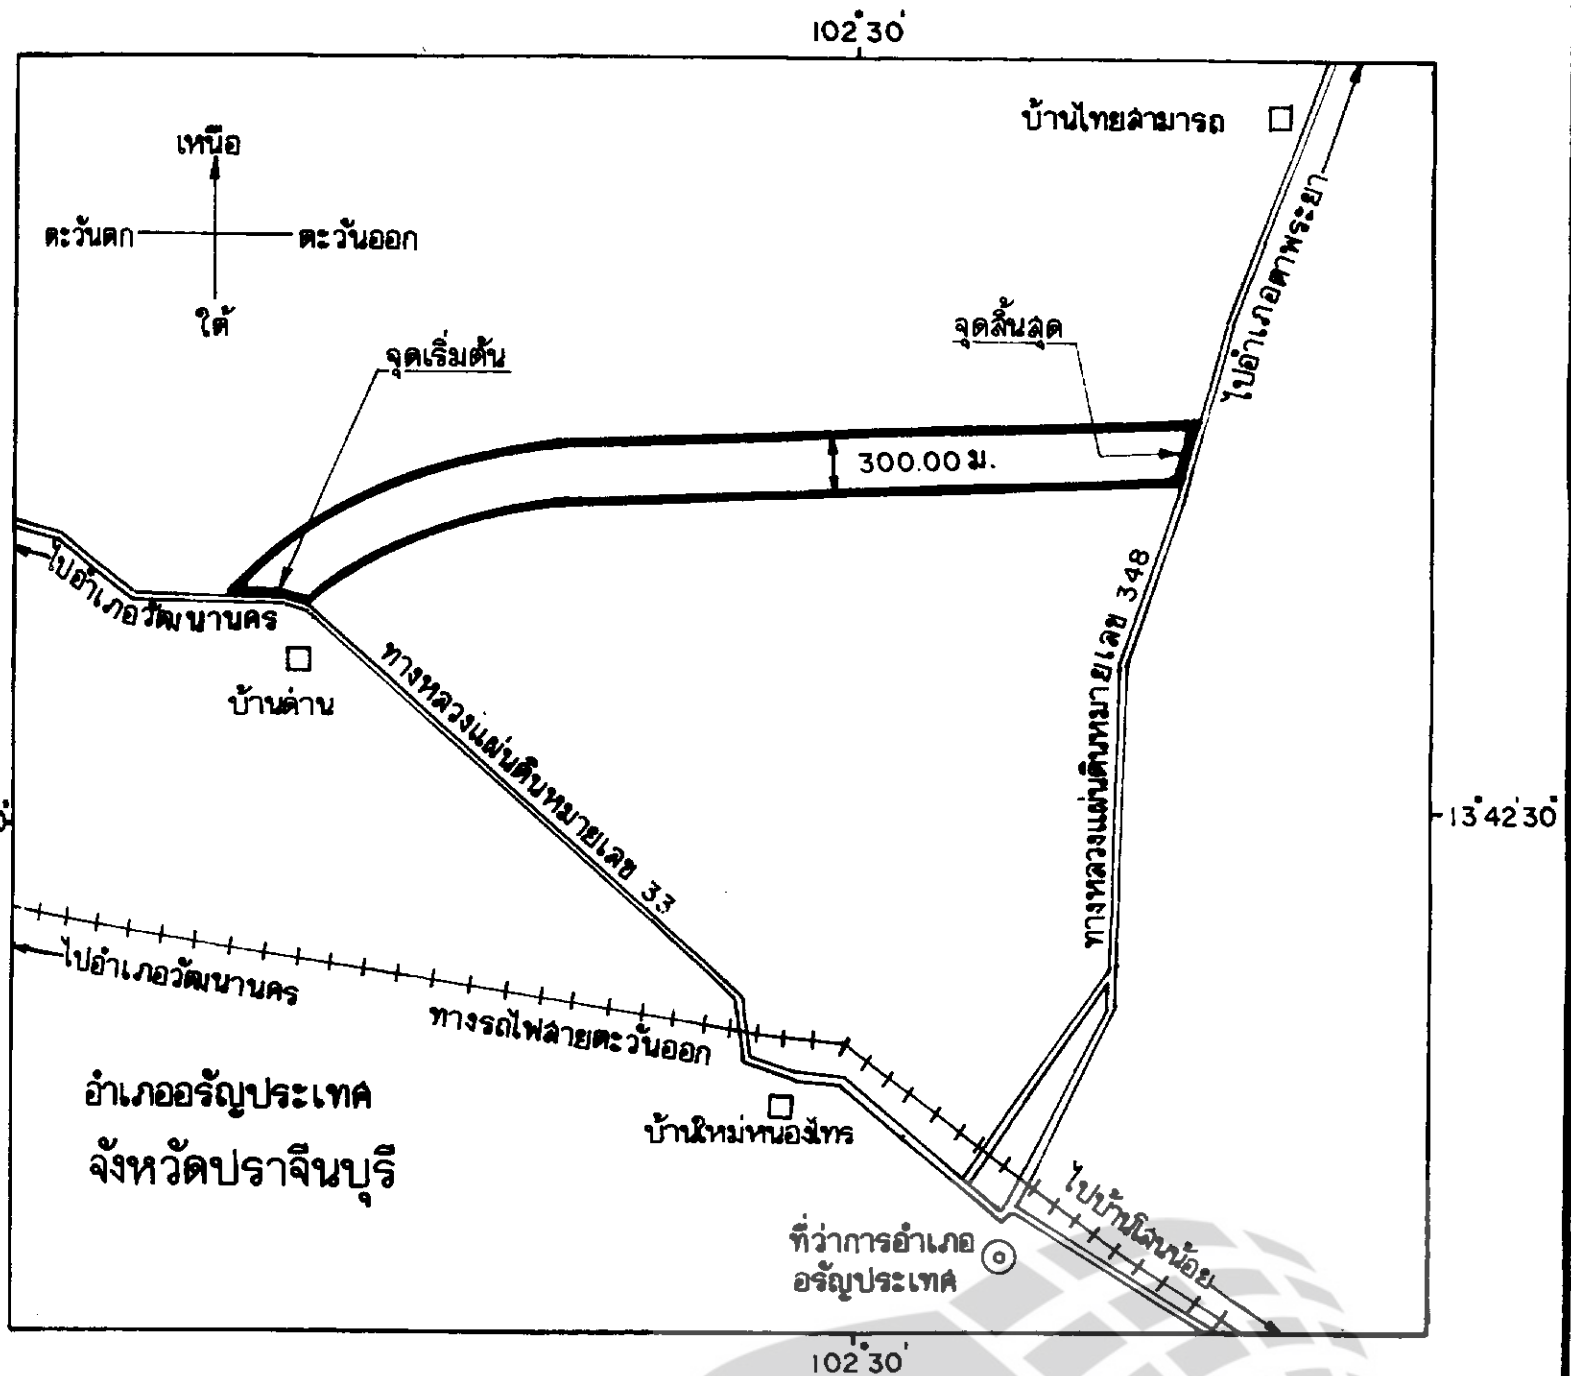 102°30'
บ้านไทยสามารถ
เหนือ
ตะวันตก
ตะวันออก
ใต้
ไปอำเภอตาพระยา
จุดสิ้นสุด
จุดเริ่มต้น
300.00 ม.
ไปอำเภอวัฒนานคร
ทางหลวงแผ่นดินหมายเลข 348
บ้านด่าน
ทางหลวงแผ่นดินหมายเลข 33
13°42'30"
ไปอำเภอวัฒนานคร
ทางรถไฟสายตะวันออก
อำเภออรัญประเทศ
จังหวัดปราจีนบุรี
บ้านใหม่หนองไทร
ไปบ้านโสนน้อย
ที่ว่าการอำเภอ
อรัญประเทศ
102°30'